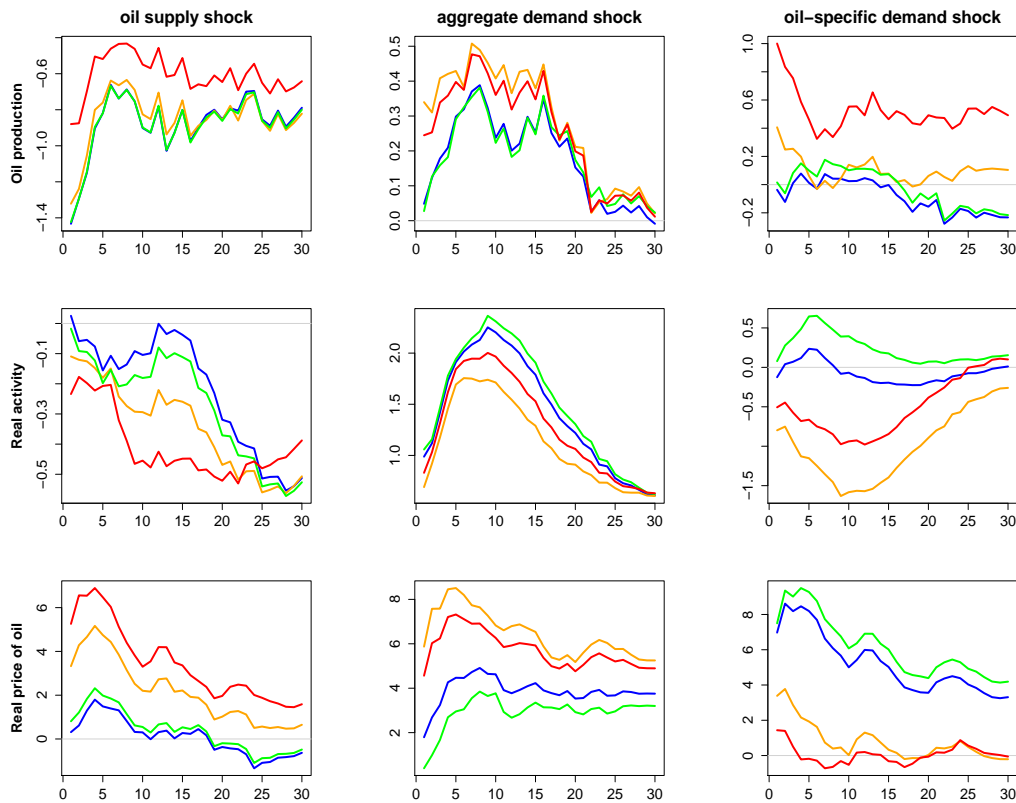 oil supply shock
aggregate demand shock
oil−specific demand shock
Oil production
−0.6
−1.0
−1.4
0 5 10 15 20 25 30
0.5
0.4
0.3
0.2
0.1
0.0
0 5 10 15 20 25 30
1.0
0.6
0.2
−0.2
0 5 10 15 20 25 30
Real activity
−0.1
−0.3
−0.5
0 5 10 15 20 25 30
2.0
1.5
1.0
0 5 10 15 20 25 30
0.5
0.0
−0.5
−1.5
0 5 10 15 20 25 30
Real price of oil
6
4
2
0
0 5 10 15 20 25 30
8
6
4
2
0 5 10 15 20 25 30
8
6
4
2
0
0 5 10 15 20 25 30